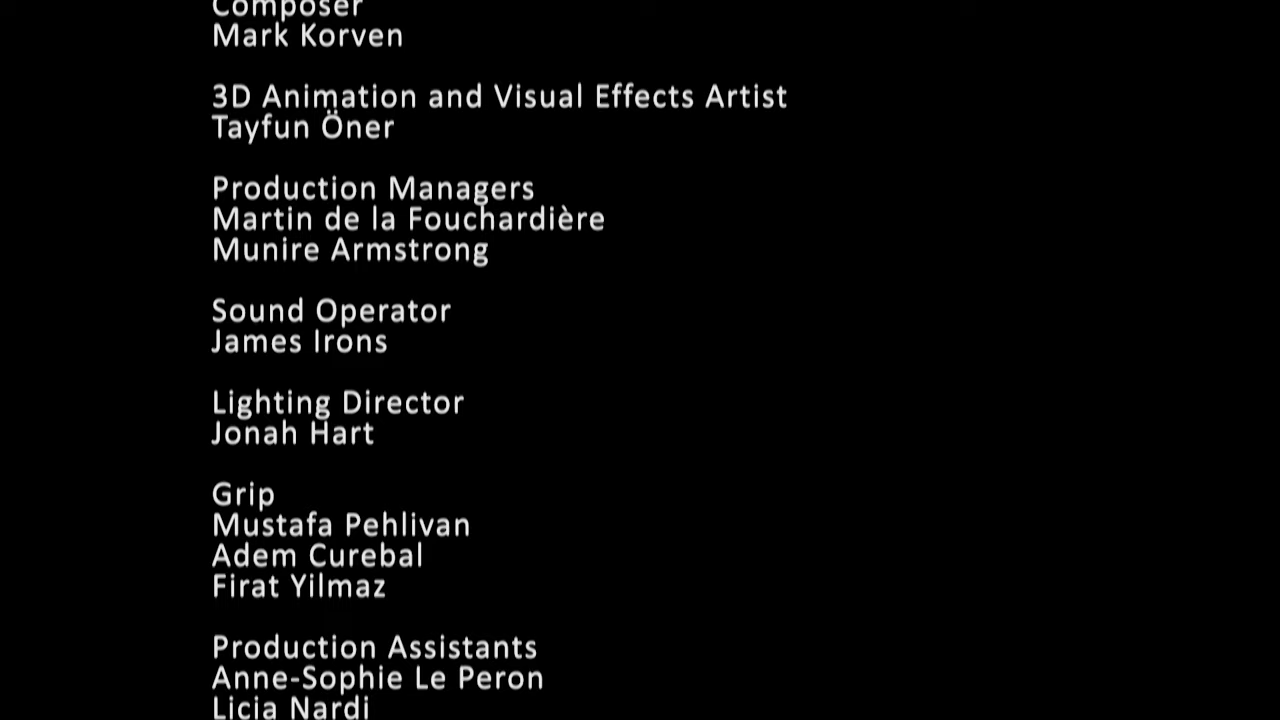 Composer
Mark Korven
3D Animation and Visual Effects Artist
Tayfun Öner
Production Managers
Martin de la Fouchardière
Munire Armstrong
Sound Operator
James Irons
Lighting Director
Jonah Hart
Grip
Mustafa Pehlivan
Adem Curebal
Firat Yilmaz
Production Assistants
Anne-Sophie Le Peron
Licia Nardi